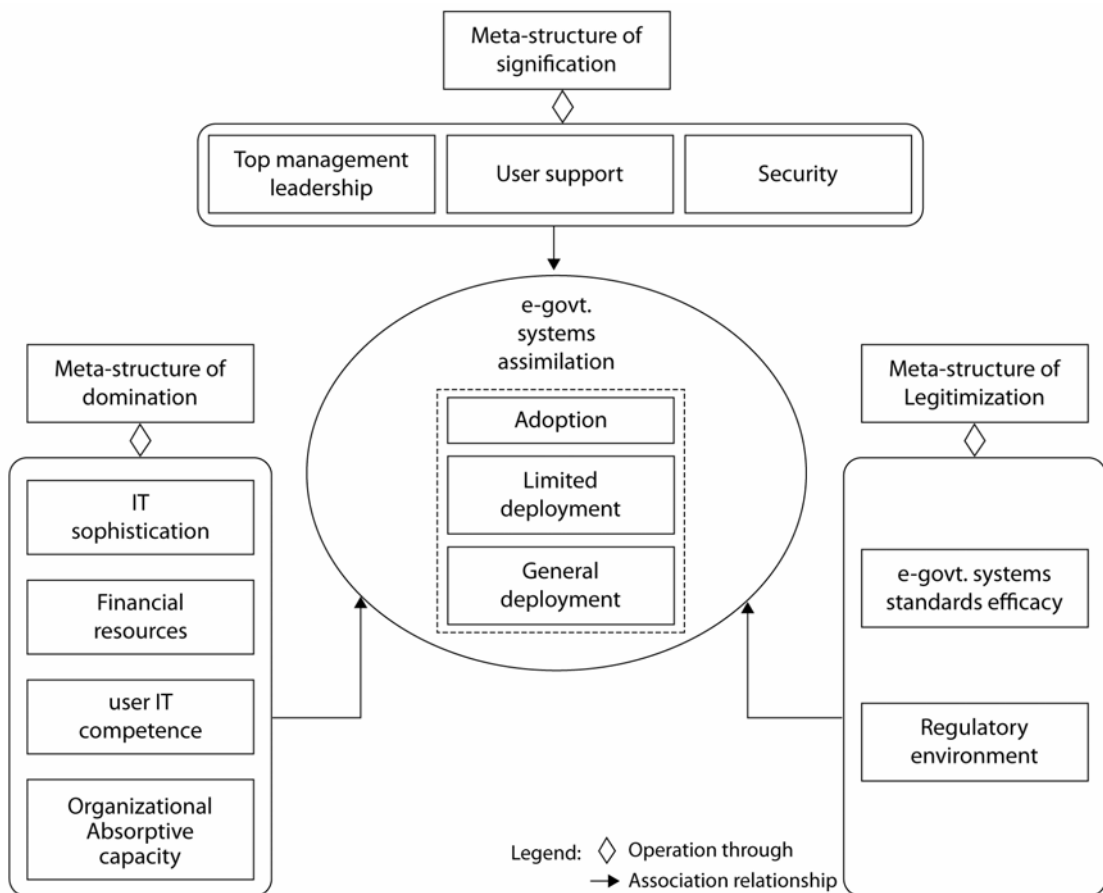 Meta-structure of
signification
Top management
leadership
User support
Security
e-govt.
systems
assimilation
Adoption
Limited
deployment
General
deployment
Meta-structure of
domination
IT
sophistication
Financial
resources
user IT
competence
Organizational
Absorptive
capacity
Meta-structure of
Legitimization
e-govt. systems
standards efficacy
Regulatory
environment
Legend: Operation through
Association relationship